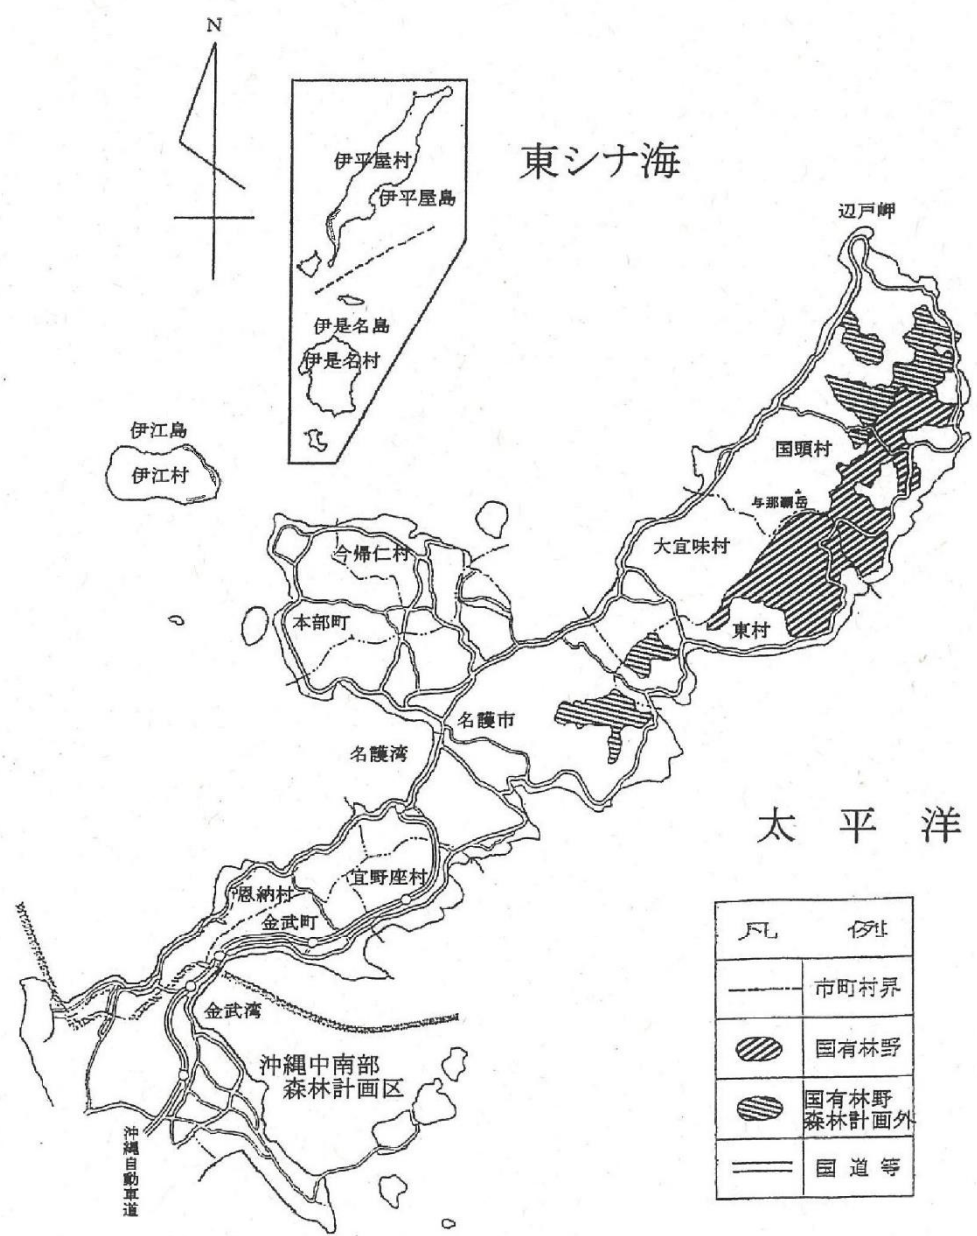 N
東シナ海
伊平屋村
伊平屋島
辺戸岬
伊是名島
伊是名村
伊江島
伊江村
国頭村
与那覇岳
大宜味村
今帰仁村
本部町
東村
名護市
名護湾
太平洋
宜野座村
恩納村
金武町
金武湾
沖縄中南部
森林計画区
沖縄自動車道
凡例
市町村界
国有林野
国有林野
森林計画外
国道等